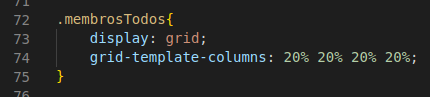 71
72 .membrosTodos{
73 display: grid;
74 grid-template-columns: 20% 20% 20% 20%;
75 }
76